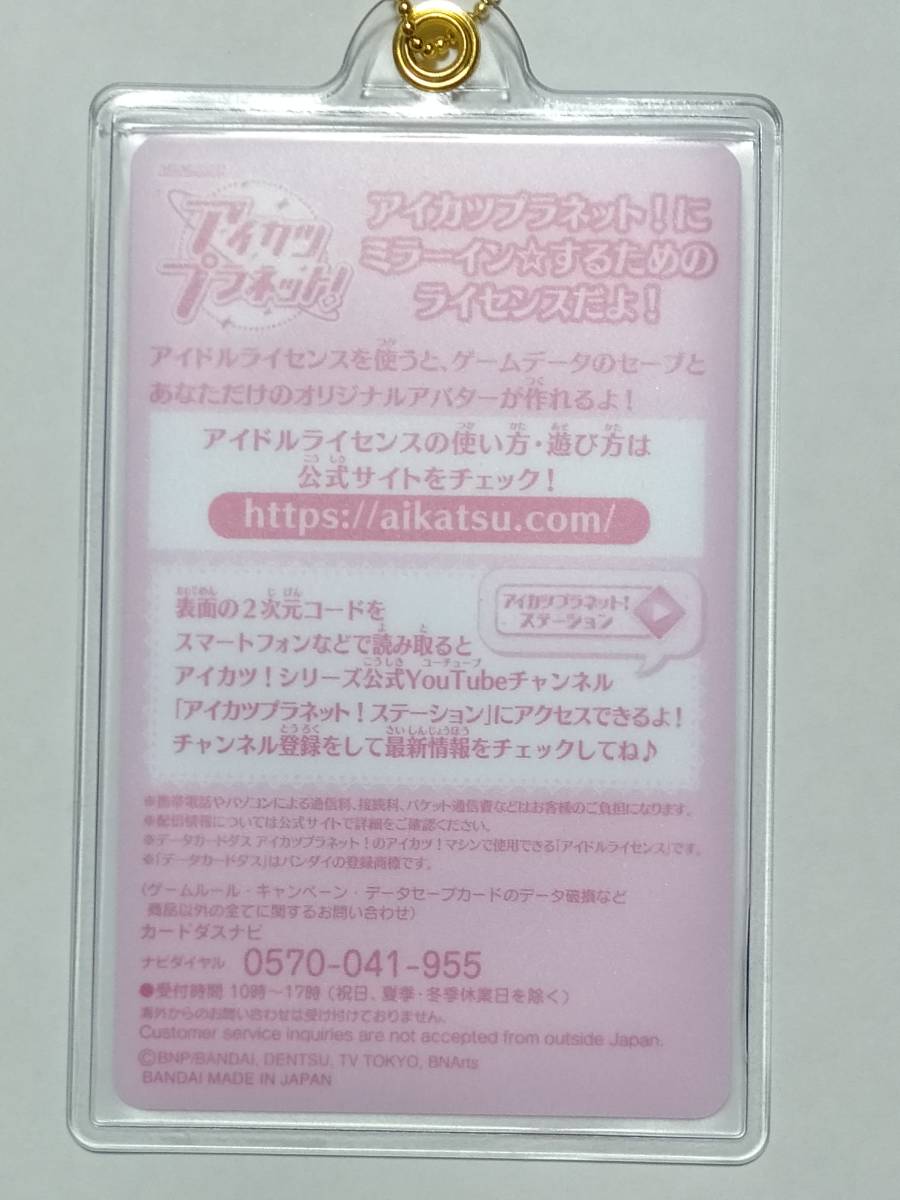 アイカツ
プラネット!
アイカツプラネット!に
ミラーイン☆するための
ライセンスだよ!
アイドルライセンスを使うと、ゲームデータのセーブと
あなただけのオリジナルアバターが作れるよ!
アイドルライセンスの使い方・遊び方は
公式サイトをチェック!
https://aikatsu.com/
表面の2次元コードを
スマートフォンなどで読み取ると
アイカツ!シリーズ公式YouTubeチャンネル
「アイカツプラネット!ステーション」にアクセスできるよ!
チャンネル登録をして最新情報をチェックしてね♪
アイカツプラネット!
ステーション
※携帯電話やパソコンによる通信料、接続料、パケット通信費などはお客様のご負担になります。
※配信情報については公式サイトで詳細をご確認ください。
※データカードダス アイカツプラネット!のアイカツ!マシンで使用できる「アイドルライセンス」です。
※「データカードダス」はバンダイの登録商標です。
(ゲームルール・キャンペーン・データセーブカードのデータ破損など
商品以外の全てに関するお問い合わせ)
カードダスナビ
ナビダイヤル 0570-041-955
●受付時間 10時〜17時(祝日、夏季・冬季休業日を除く)
海外からのお問い合わせは受け付けておりません。
Customer service inquiries are not accepted from outside Japan.
©BNP/BANDAI, DENTSU, TV TOKYO, BNArts
BANDAI MADE IN JAPAN